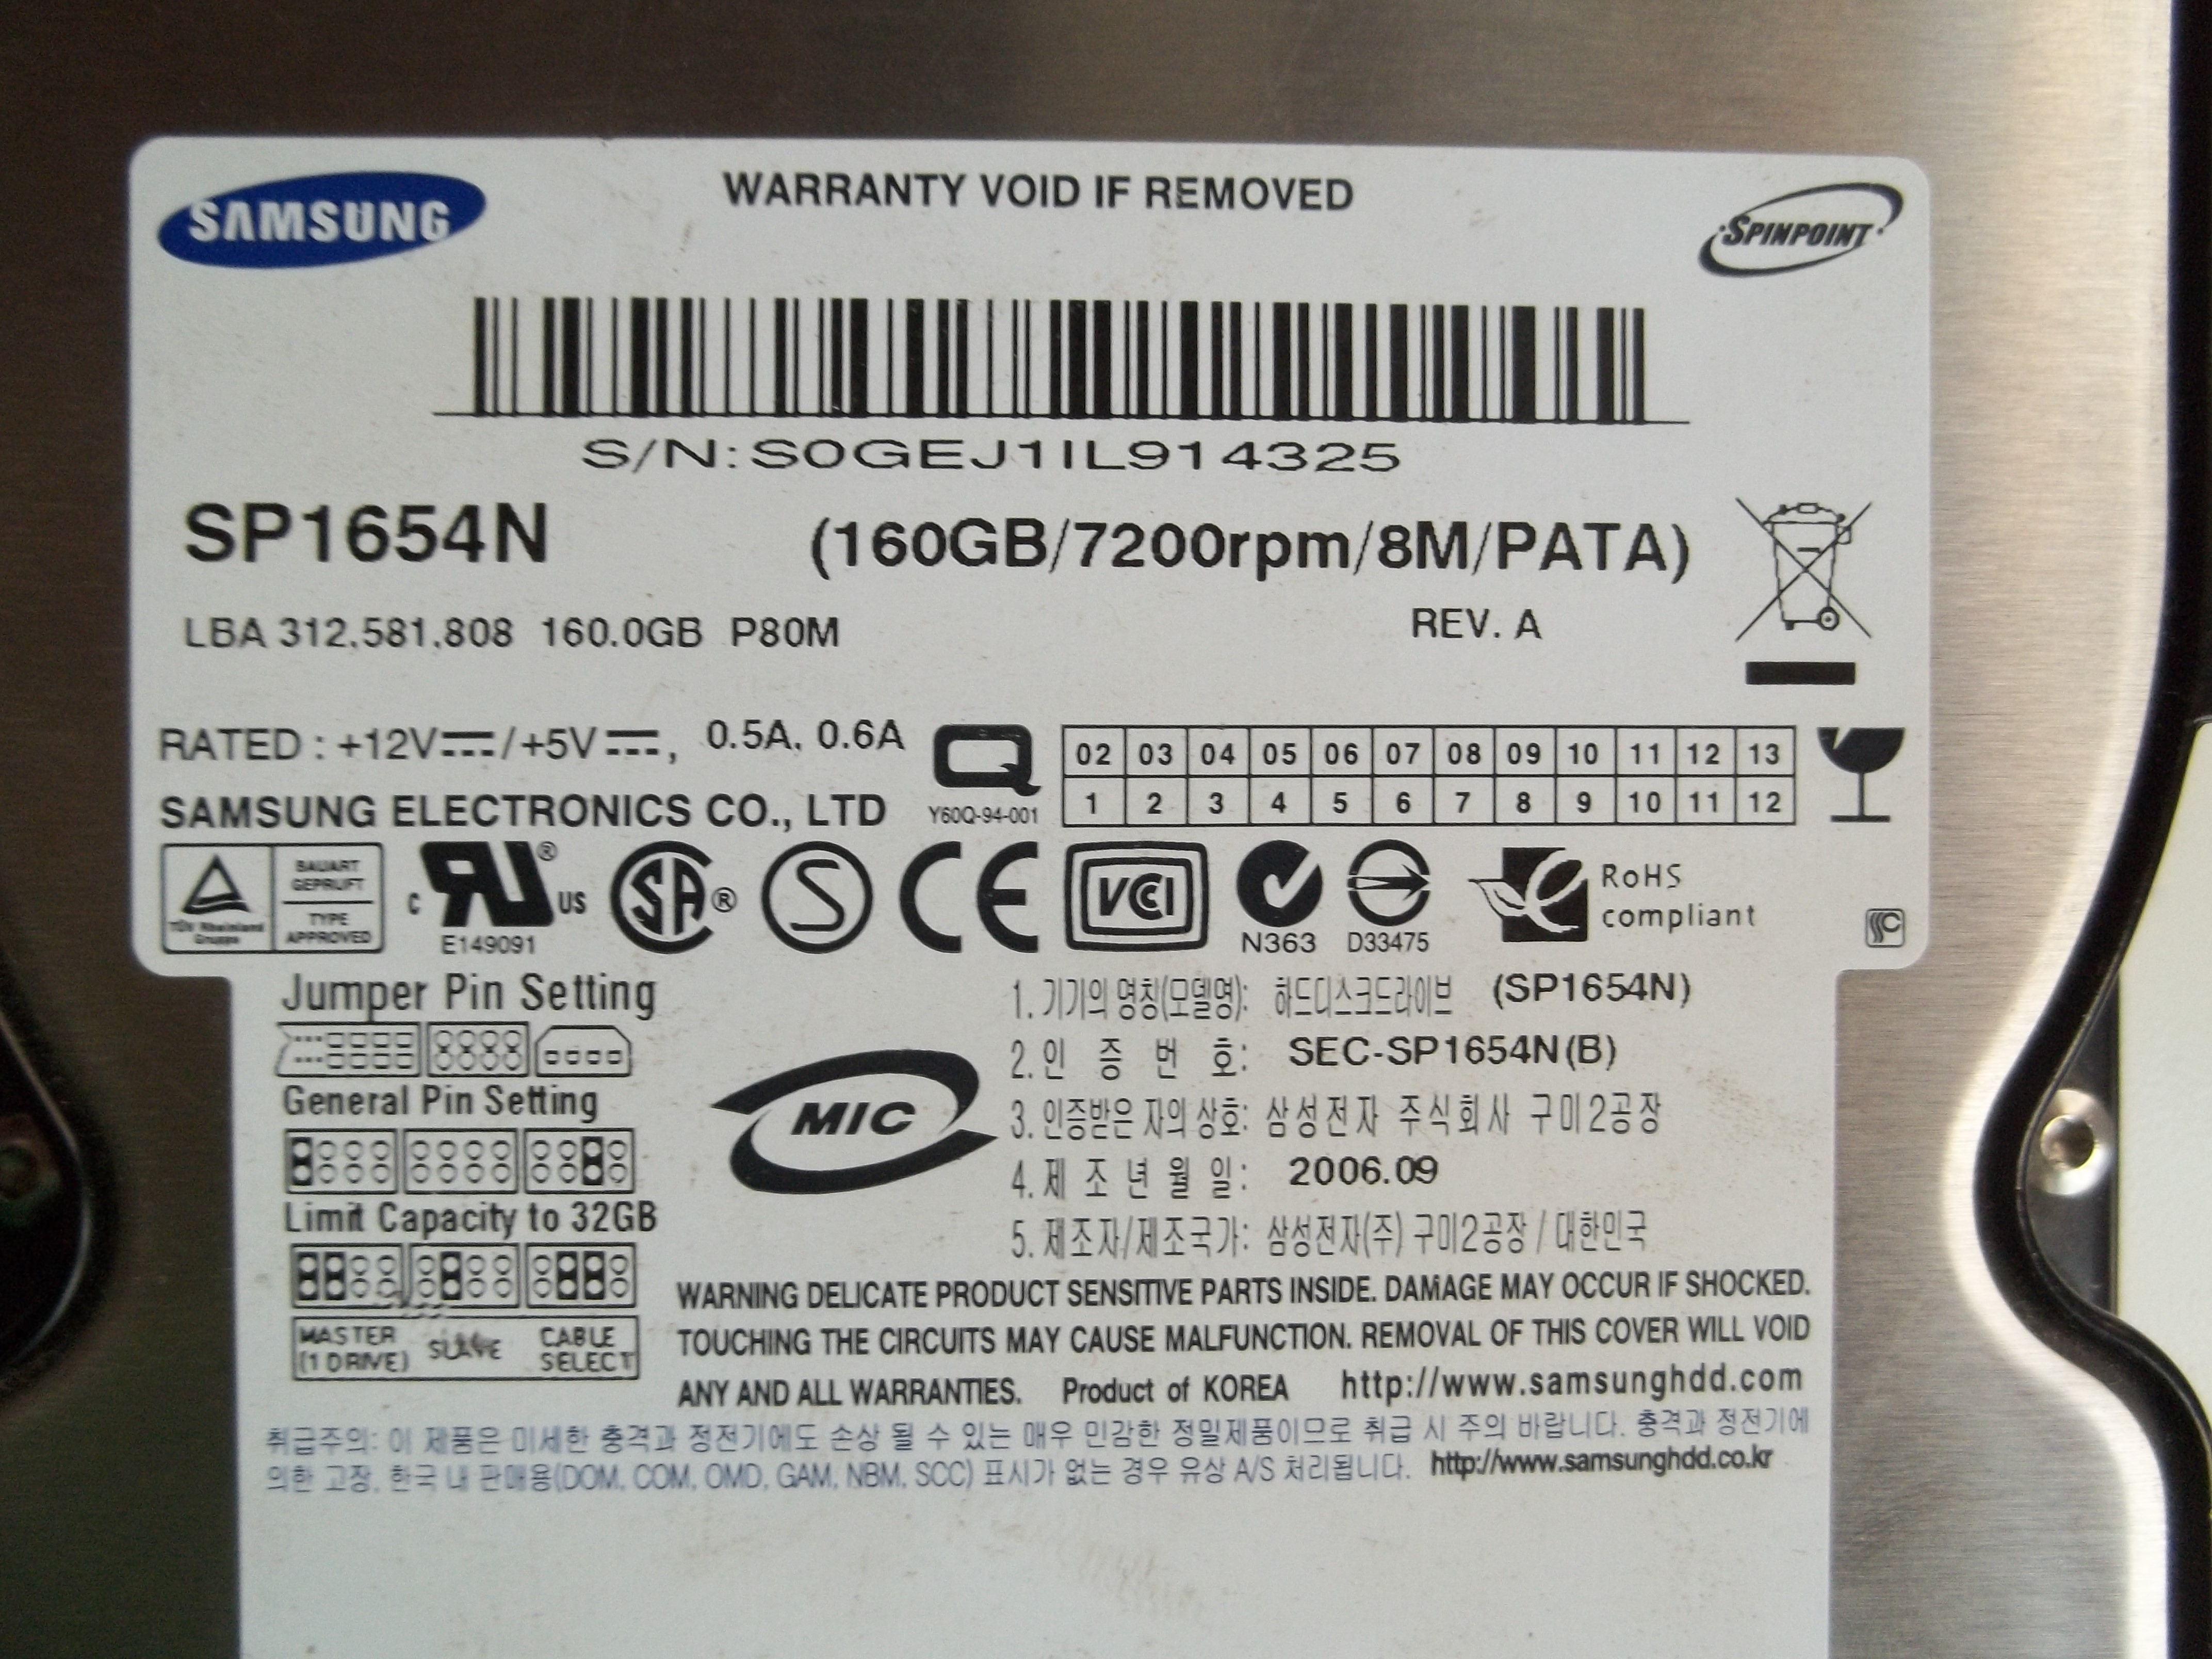 SAMSUNG
WARRANTY VOID IF REMOVED
SPINPOINT
S/N:S0GEJ1IL914325
SP1654N (160GB/7200rpm/8M/PATA)
LBA 312,581,808 160.0GB P80M REV. A
RATED : +12V⎓/+5V⎓, 0.5A, 0.6A
SAMSUNG ELECTRONICS CO., LTD
Q
Y60Q-94-001
02 03 04 05 06 07 08 09 10 11 12 13
1 2 3 4 5 6 7 8 9 10 11 12
TÜV Rheinland
Gruppe
BAUART
GEPRUFT
TYPE
APPROVED
c RU ® US
E149091
SA ®
S
CE
VCCI
N363
D33475
RoHS
compliant
Jumper Pin Setting
General Pin Setting
Limit Capacity to 32GB
MASTER
(1 DRIVE)
SLAVE
CABLE
SELECT
MIC
1. 기기의 명칭(모델명): 하드디스크드라이브 (SP1654N)
2. 인 증 번 호: SEC-SP1654N(B)
3. 인증받은 자의 상호: 삼성전자 주식회사 구미2공장
4. 제 조 년 월 일: 2006.09
5. 제조자/제조국가: 삼성전자(주) 구미2공장 / 대한민국
WARNING DELICATE PRODUCT SENSITIVE PARTS INSIDE. DAMAGE MAY OCCUR IF SHOCKED.
TOUCHING THE CIRCUITS MAY CAUSE MALFUNCTION. REMOVAL OF THIS COVER WILL VOID
ANY AND ALL WARRANTIES. Product of KOREA http://www.samsunghdd.com
취급주의: 이 제품은 미세한 충격과 정전기에도 손상 될 수 있는 매우 민감한 정밀제품이므로 취급 시 주의 바랍니다. 충격과 정전기에
의한 고장, 한국 내 판매용(DOM, COM, OMD, GAM, NBM, SCC) 표시가 없는 경우 유상 A/S 처리됩니다. http://www.samsunghdd.co.kr